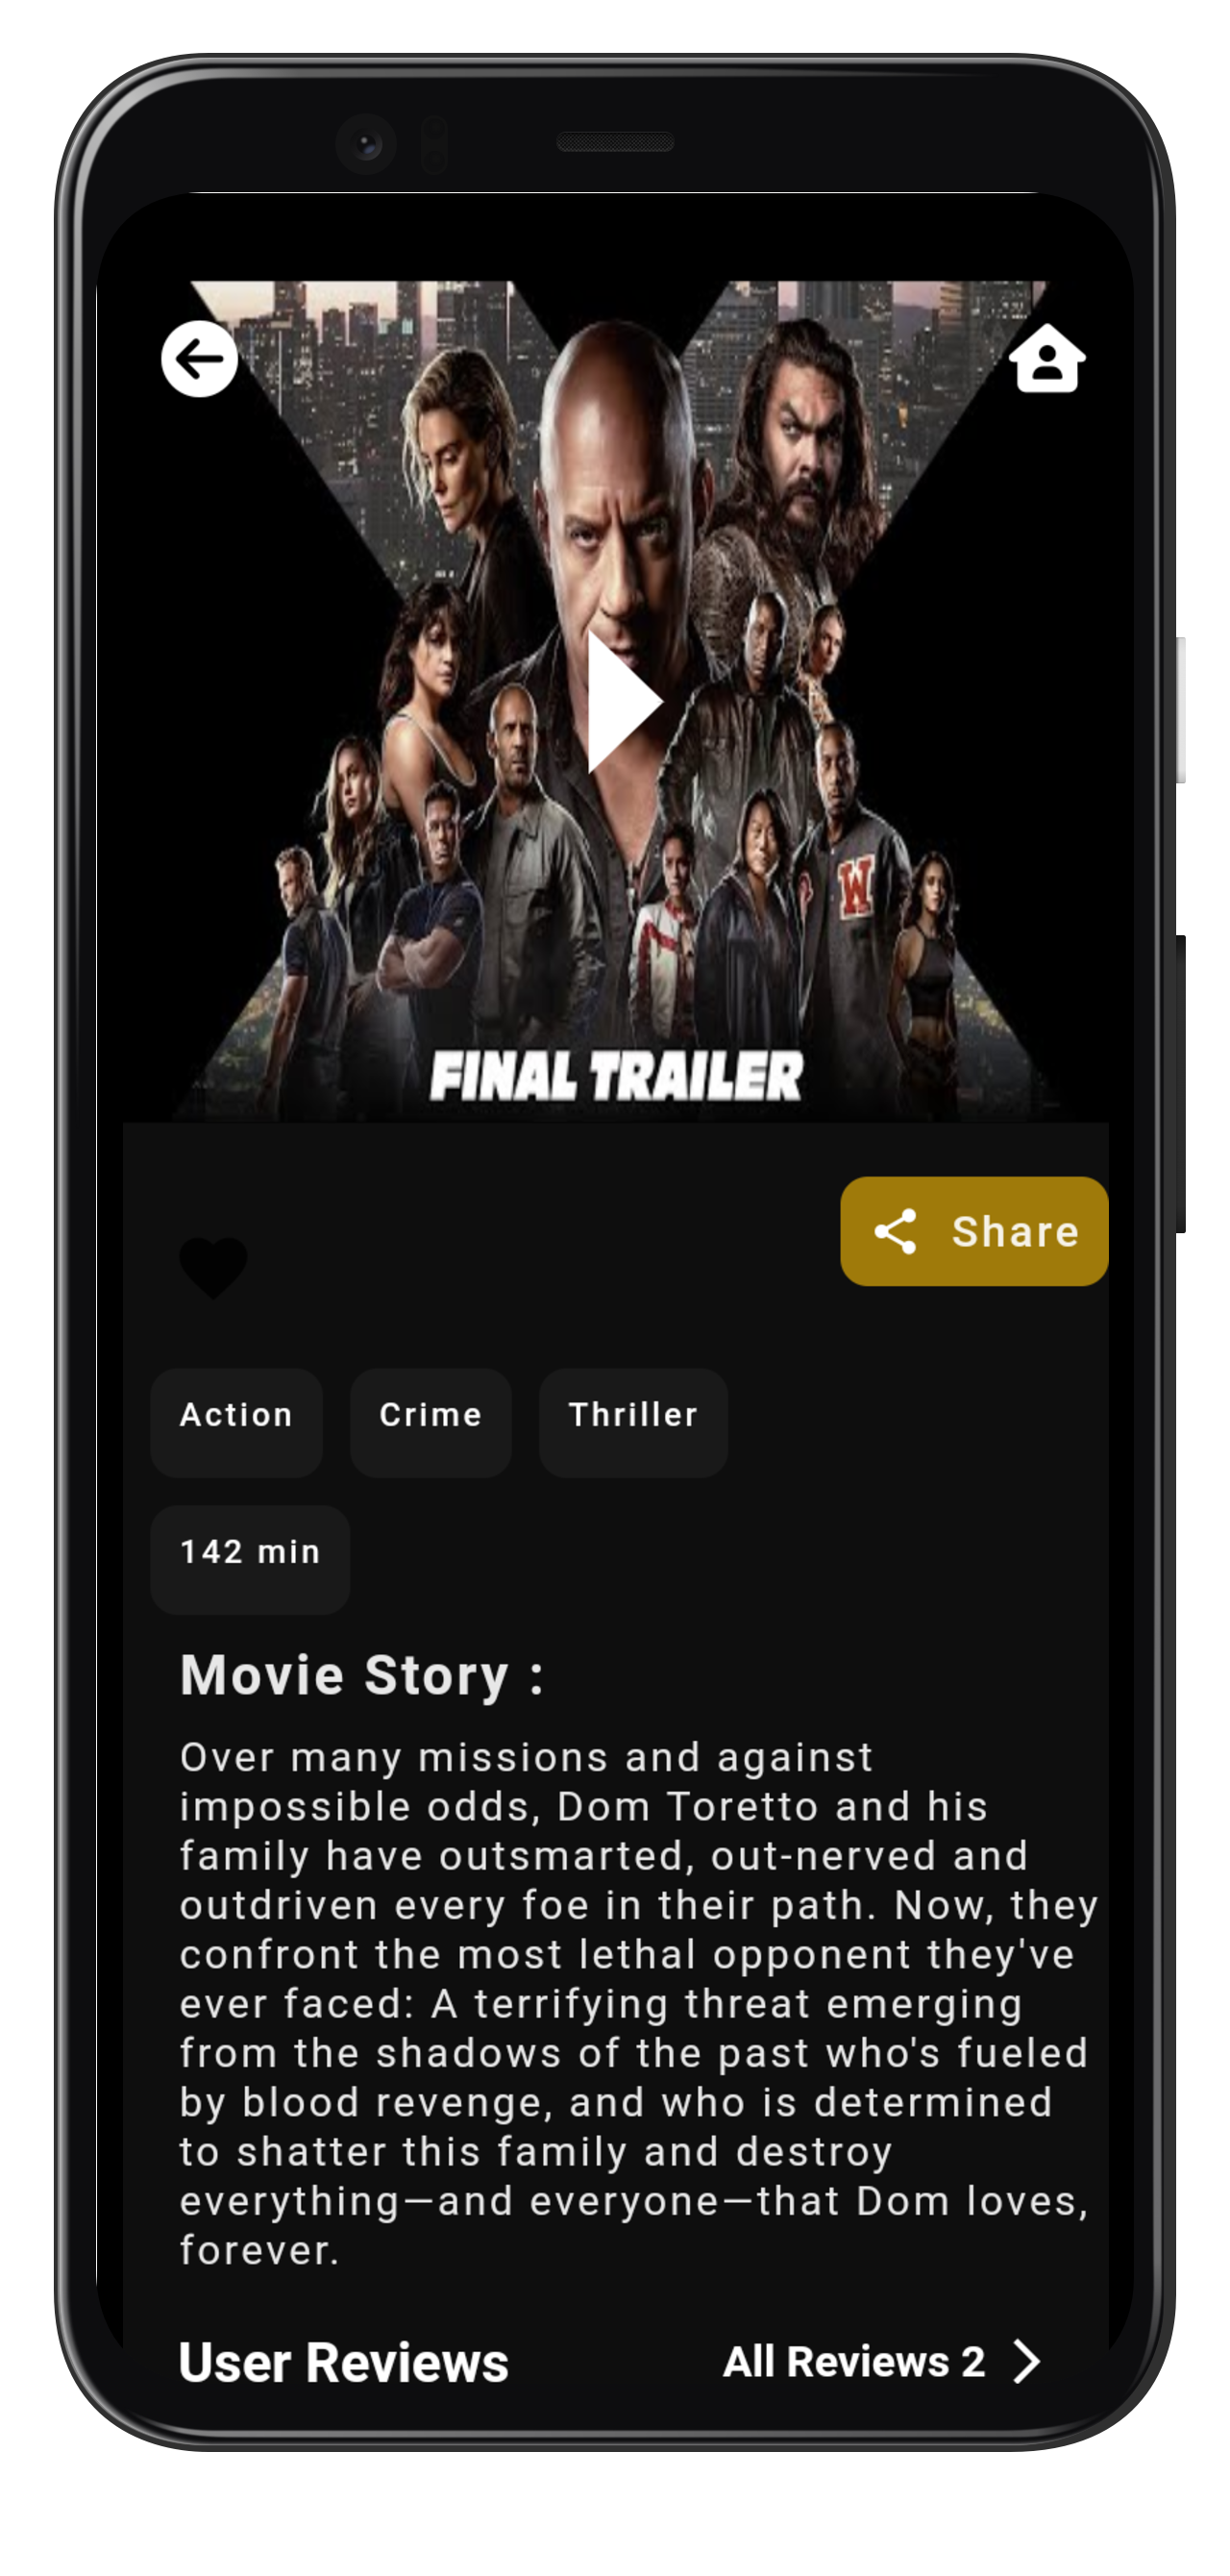 W
FINAL TRAILER
Share
Action Crime Thriller
142 min
Movie Story :
Over many missions and against
impossible odds, Dom Toretto and his
family have outsmarted, out-nerved and
outdriven every foe in their path. Now, they
confront the most lethal opponent they've
ever faced: A terrifying threat emerging
from the shadows of the past who's fueled
by blood revenge, and who is determined
to shatter this family and destroy
everything—and everyone—that Dom loves,
forever.
User Reviews All Reviews 2